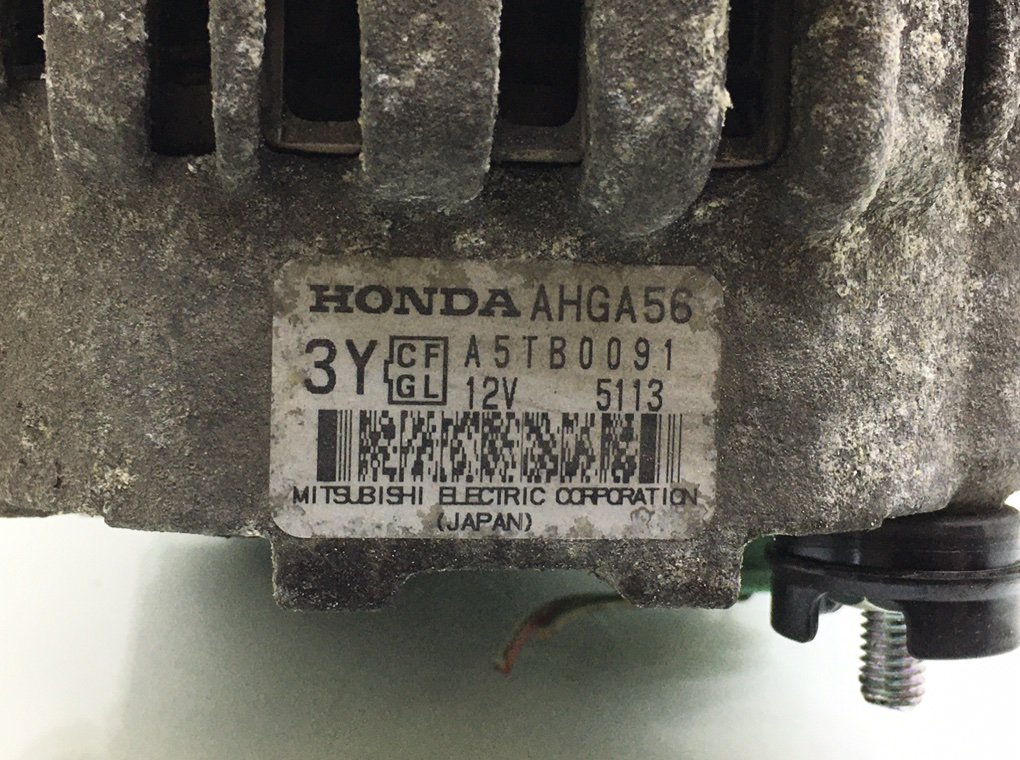 HONDA AHGA56
3Y CF A5TB0091
GL 12V 5113
MITSUBISHI ELECTRIC CORPORATION
(JAPAN)